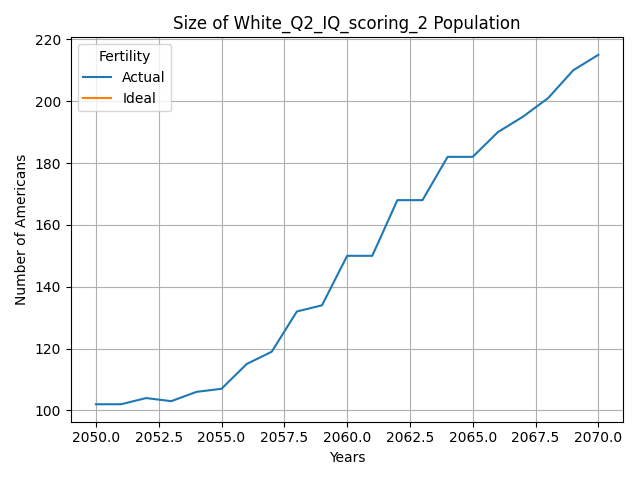 Size of White_Q2_IQ_scoring_2 Population
Fertility
Actual
Ideal
Number of Americans
220
200
180
160
140
120
100
2050.0 2052.5 2055.0 2057.5 2060.0 2062.5 2065.0 2067.5 2070.0
Years